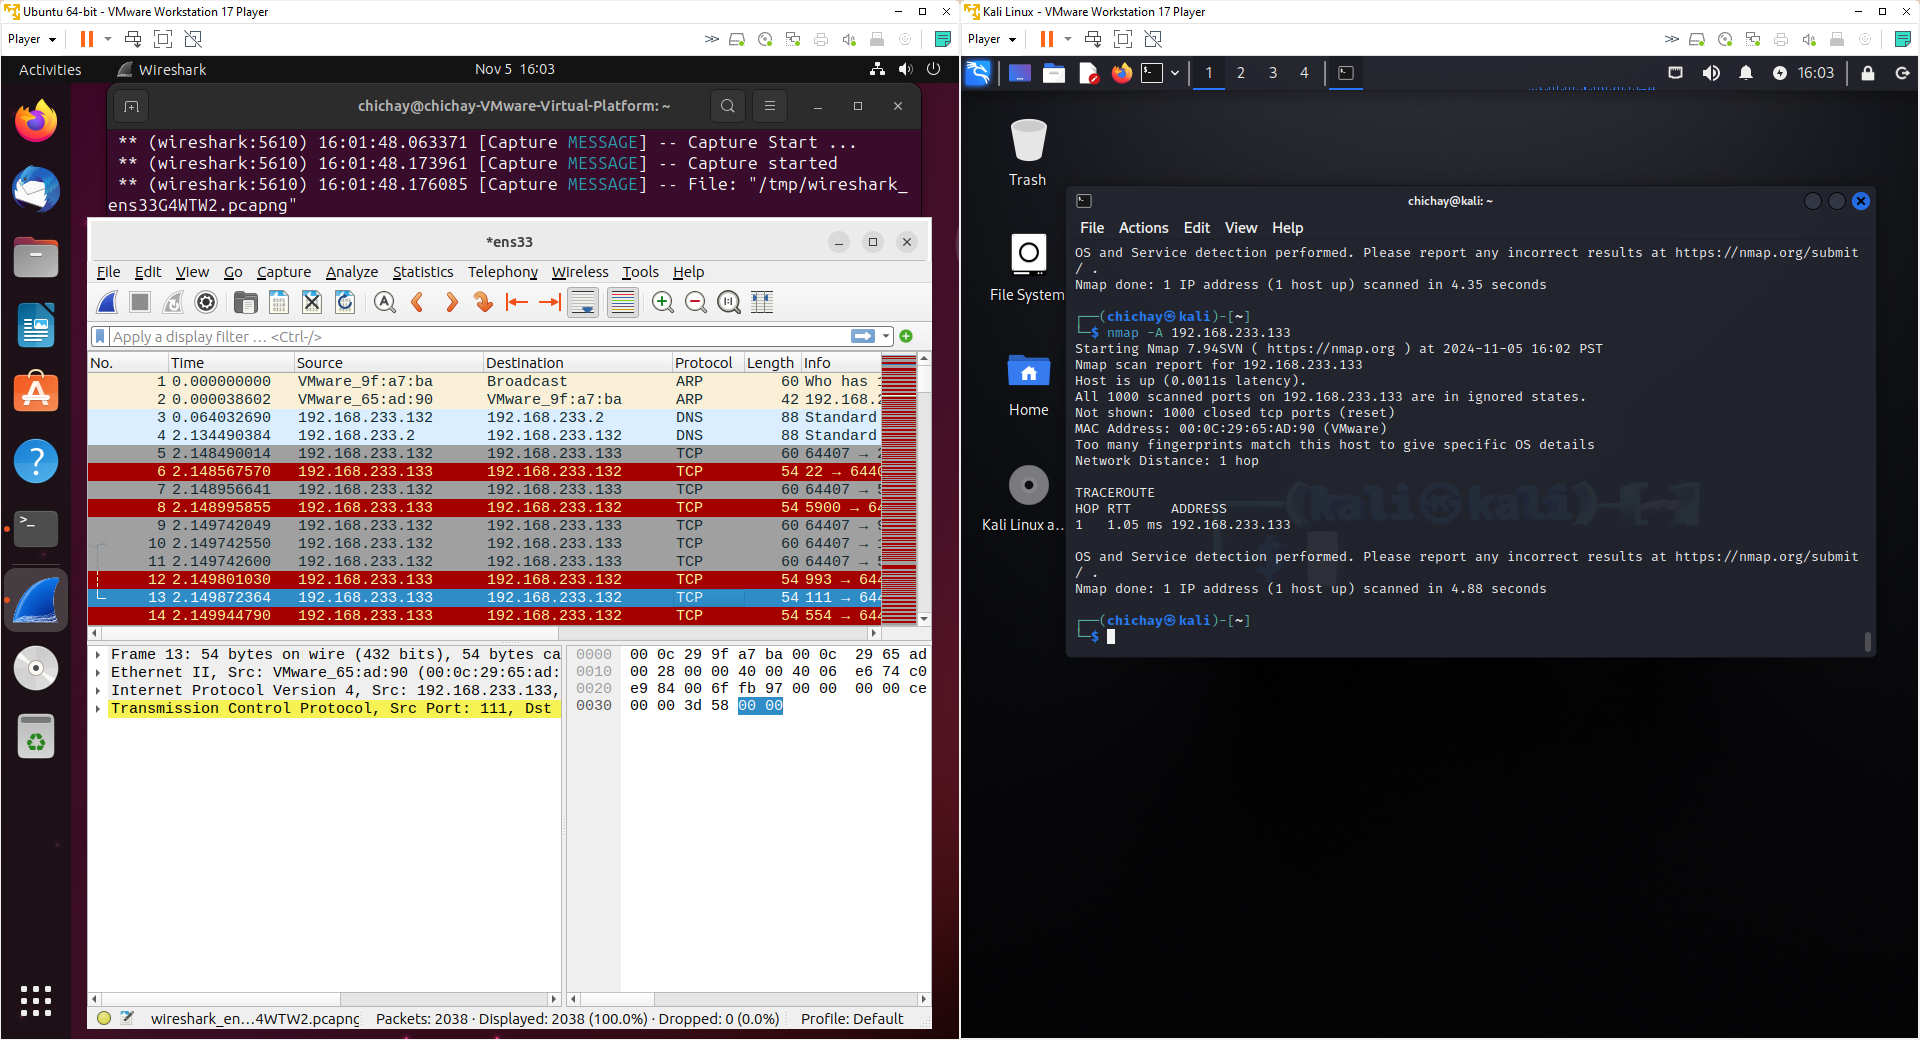 Ubuntu 64-bit - VMware Workstation 17 Player
Player
Activities
Wireshark
Nov 5 16:03
chichay@chichay-VMware-Virtual-Platform: ~
** (wireshark:5610) 16:01:48.063371 [Capture MESSAGE] -- Capture Start ...
** (wireshark:5610) 16:01:48.173961 [Capture MESSAGE] -- Capture started
** (wireshark:5610) 16:01:48.176085 [Capture MESSAGE] -- File: "/tmp/wireshark_
ens33G4WTW2.pcapng"
*ens33
File Edit View Go Capture Analyze Statistics Telephony Wireless Tools Help
Apply a display filter … <Ctrl-/>
No. Time Source Destination Protocol Length Info
1 0.000000000 VMware_9f:a7:ba Broadcast ARP 60 Who has 1
2 0.000038602 VMware_65:ad:90 VMware_9f:a7:ba ARP 42 192.168.2
3 0.064032690 192.168.233.132 192.168.233.2 DNS 88 Standard
4 2.134490384 192.168.233.2 192.168.233.132 DNS 88 Standard
5 2.148490014 192.168.233.132 192.168.233.133 TCP 60 64407 → 2
6 2.148567570 192.168.233.133 192.168.233.132 TCP 54 22 → 6440
7 2.148956641 192.168.233.132 192.168.233.133 TCP 60 64407 → 5
8 2.148995855 192.168.233.133 192.168.233.132 TCP 54 5900 → 64
9 2.149742049 192.168.233.132 192.168.233.133 TCP 60 64407 → 9
10 2.149742550 192.168.233.132 192.168.233.133 TCP 60 64407 → 1
11 2.149742600 192.168.233.132 192.168.233.133 TCP 60 64407 → 5
12 2.149801030 192.168.233.133 192.168.233.132 TCP 54 993 → 644
13 2.149872364 192.168.233.133 192.168.233.132 TCP 54 111 → 644
14 2.149944790 192.168.233.133 192.168.233.132 TCP 54 554 → 644
Frame 13: 54 bytes on wire (432 bits), 54 bytes ca
Ethernet II, Src: VMware_65:ad:90 (00:0c:29:65:ad:
Internet Protocol Version 4, Src: 192.168.233.133,
Transmission Control Protocol, Src Port: 111, Dst
0000 00 0c 29 9f a7 ba 00 0c 29 65 ad
0010 00 28 00 00 40 00 40 06 e6 74 c0
0020 e9 84 00 6f fb 97 00 00 00 00 ce
0030 00 00 3d 58 00 00
wireshark_en…4WTW2.pcapng
Packets: 2038 · Displayed: 2038 (100.0%) · Dropped: 0 (0.0%)
Profile: Default
Kali Linux - VMware Workstation 17 Player
Player
1 2 3 4
16:03
Trash
File System
Home
Kali Linux a…
chichay@kali: ~
File Actions Edit View Help
OS and Service detection performed. Please report any incorrect results at https://nmap.org/submit
/ .
Nmap done: 1 IP address (1 host up) scanned in 4.35 seconds
┌──(chichay㉿kali)-[~]
└─$ nmap -A 192.168.233.133
Starting Nmap 7.94SVN ( https://nmap.org ) at 2024-11-05 16:02 PST
Nmap scan report for 192.168.233.133
Host is up (0.0011s latency).
All 1000 scanned ports on 192.168.233.133 are in ignored states.
Not shown: 1000 closed tcp ports (reset)
MAC Address: 00:0C:29:65:AD:90 (VMware)
Too many fingerprints match this host to give specific OS details
Network Distance: 1 hop
TRACEROUTE
HOP RTT ADDRESS
1 1.05 ms 192.168.233.133
OS and Service detection performed. Please report any incorrect results at https://nmap.org/submit
/ .
Nmap done: 1 IP address (1 host up) scanned in 4.88 seconds
┌──(chichay㉿kali)-[~]
└─$
(kali㉿kali)-[~]